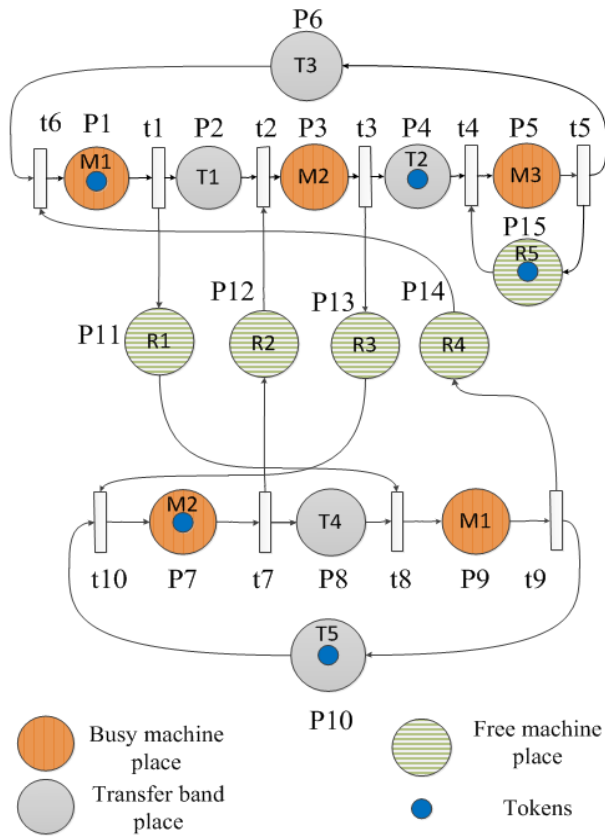 P6
T3
t6 P1 t1 P2 t2 P3 t3 P4 t4 P5 t5
M1 T1 M2 T2 M3
P15
R5
P11 P12 P13 P14
R1 R2 R3 R4
M2 T4 M1
t10 P7 t7 P8 t8 P9 t9
T5
P10
Busy machine
place
Transfer band
place
Free machine
place
Tokens